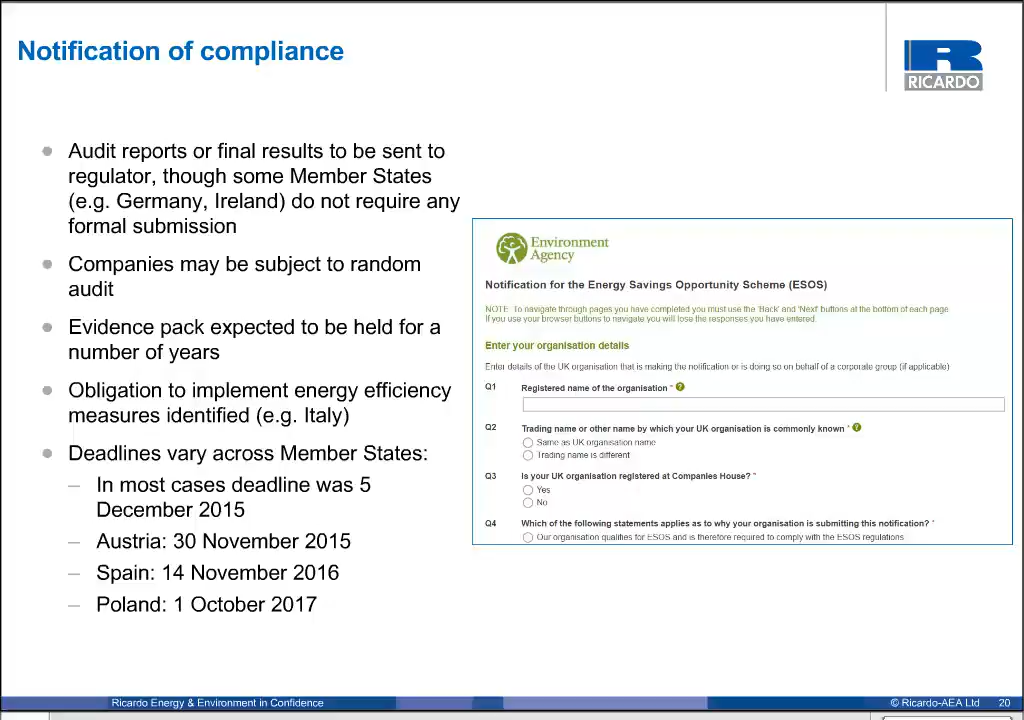 Notification of compliance
RICARDO
Audit reports or final results to be sent to
regulator, though some Member States
(e.g. Germany, Ireland) do not require any
formal submission
Companies may be subject to random
audit
Evidence pack expected to be held for a
number of years
Obligation to implement energy efficiency
measures identified (e.g. Italy)
Deadlines vary across Member States:
– In most cases deadline was 5
December 2015
– Austria: 30 November 2015
– Spain: 14 November 2016
– Poland: 1 October 2017
Environment
Agency
Notification for the Energy Savings Opportunity Scheme (ESOS)
NOTE: To navigate through pages you have completed you must use the 'Back' and 'Next' buttons at the bottom of each page.
If you use your browser buttons to navigate you will lose the responses you have entered.
Enter your organisation details
Enter details of the UK organisation that is making the notification or is doing so on behalf of a corporate group (if applicable)
Q1 Registered name of the organisation * ?
Q2 Trading name or other name by which your UK organisation is commonly known * ?
Same as UK organisation name
Trading name is different
Q3 Is your UK organisation registered at Companies House? *
Yes
No
Q4 Which of the following statements applies as to why your organisation is submitting this notification? *
Our organisation qualifies for ESOS and is therefore required to comply with the ESOS regulations
Ricardo Energy & Environment in Confidence
© Ricardo-AEA Ltd 20